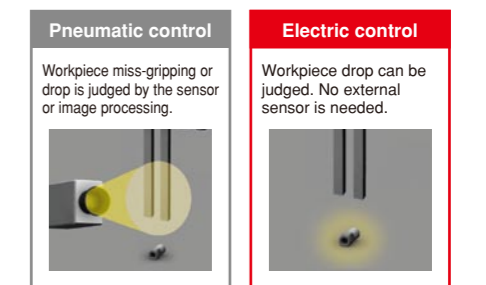 Pneumatic control
Workpiece miss-gripping or
drop is judged by the sensor
or image processing.
Electric control
Workpiece drop can be
judged. No external
sensor is needed.